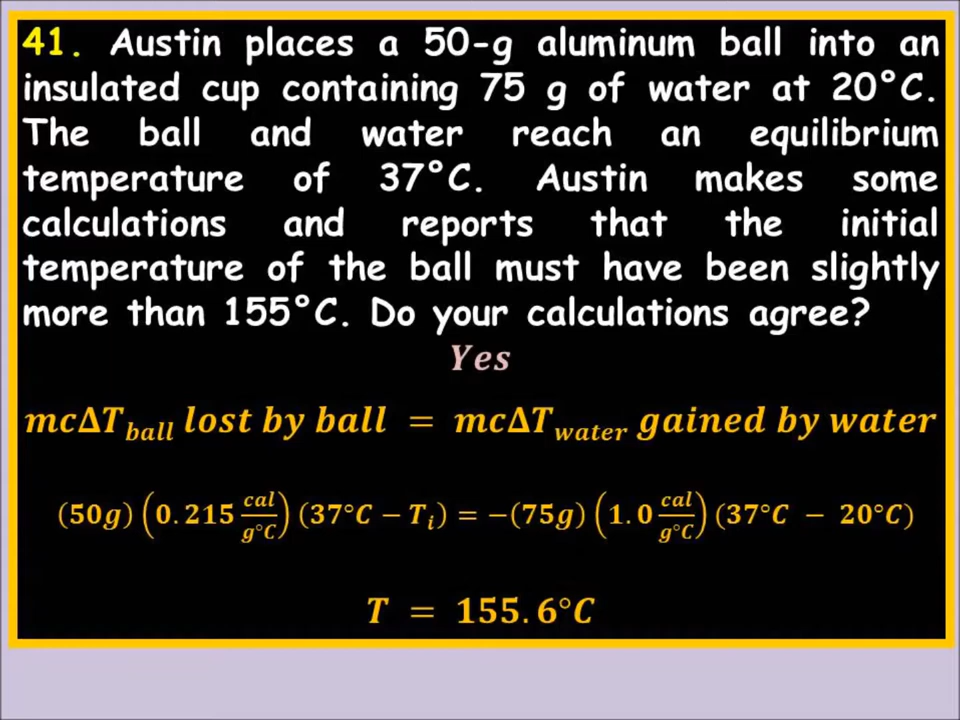 41. Austin places a 50-g aluminum ball into an
insulated cup containing 75 g of water at 20°C.
The ball and water reach an equilibrium
temperature of 37°C. Austin makes some
calculations and reports that the initial
temperature of the ball must have been slightly
more than 155°C. Do your calculations agree?
Yes
mcΔT_ball lost by ball = mcΔT_water gained by water
(50g) (0.215 cal/g°C) (37°C − T_i) = −(75g) (1.0 cal/g°C) (37°C − 20°C)
T = 155.6°C